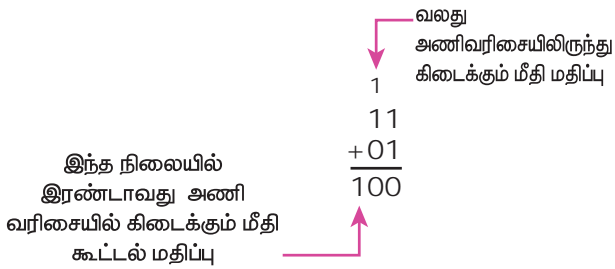 வலது
அணிவரிசையிலிருந்து
கிடைக்கும் மீதி மதிப்பு
1
11
+01
100
இந்த நிலையில்
இரண்டாவது அணி
வரிசையில் கிடைக்கும் மீதி
கூட்டல் மதிப்பு